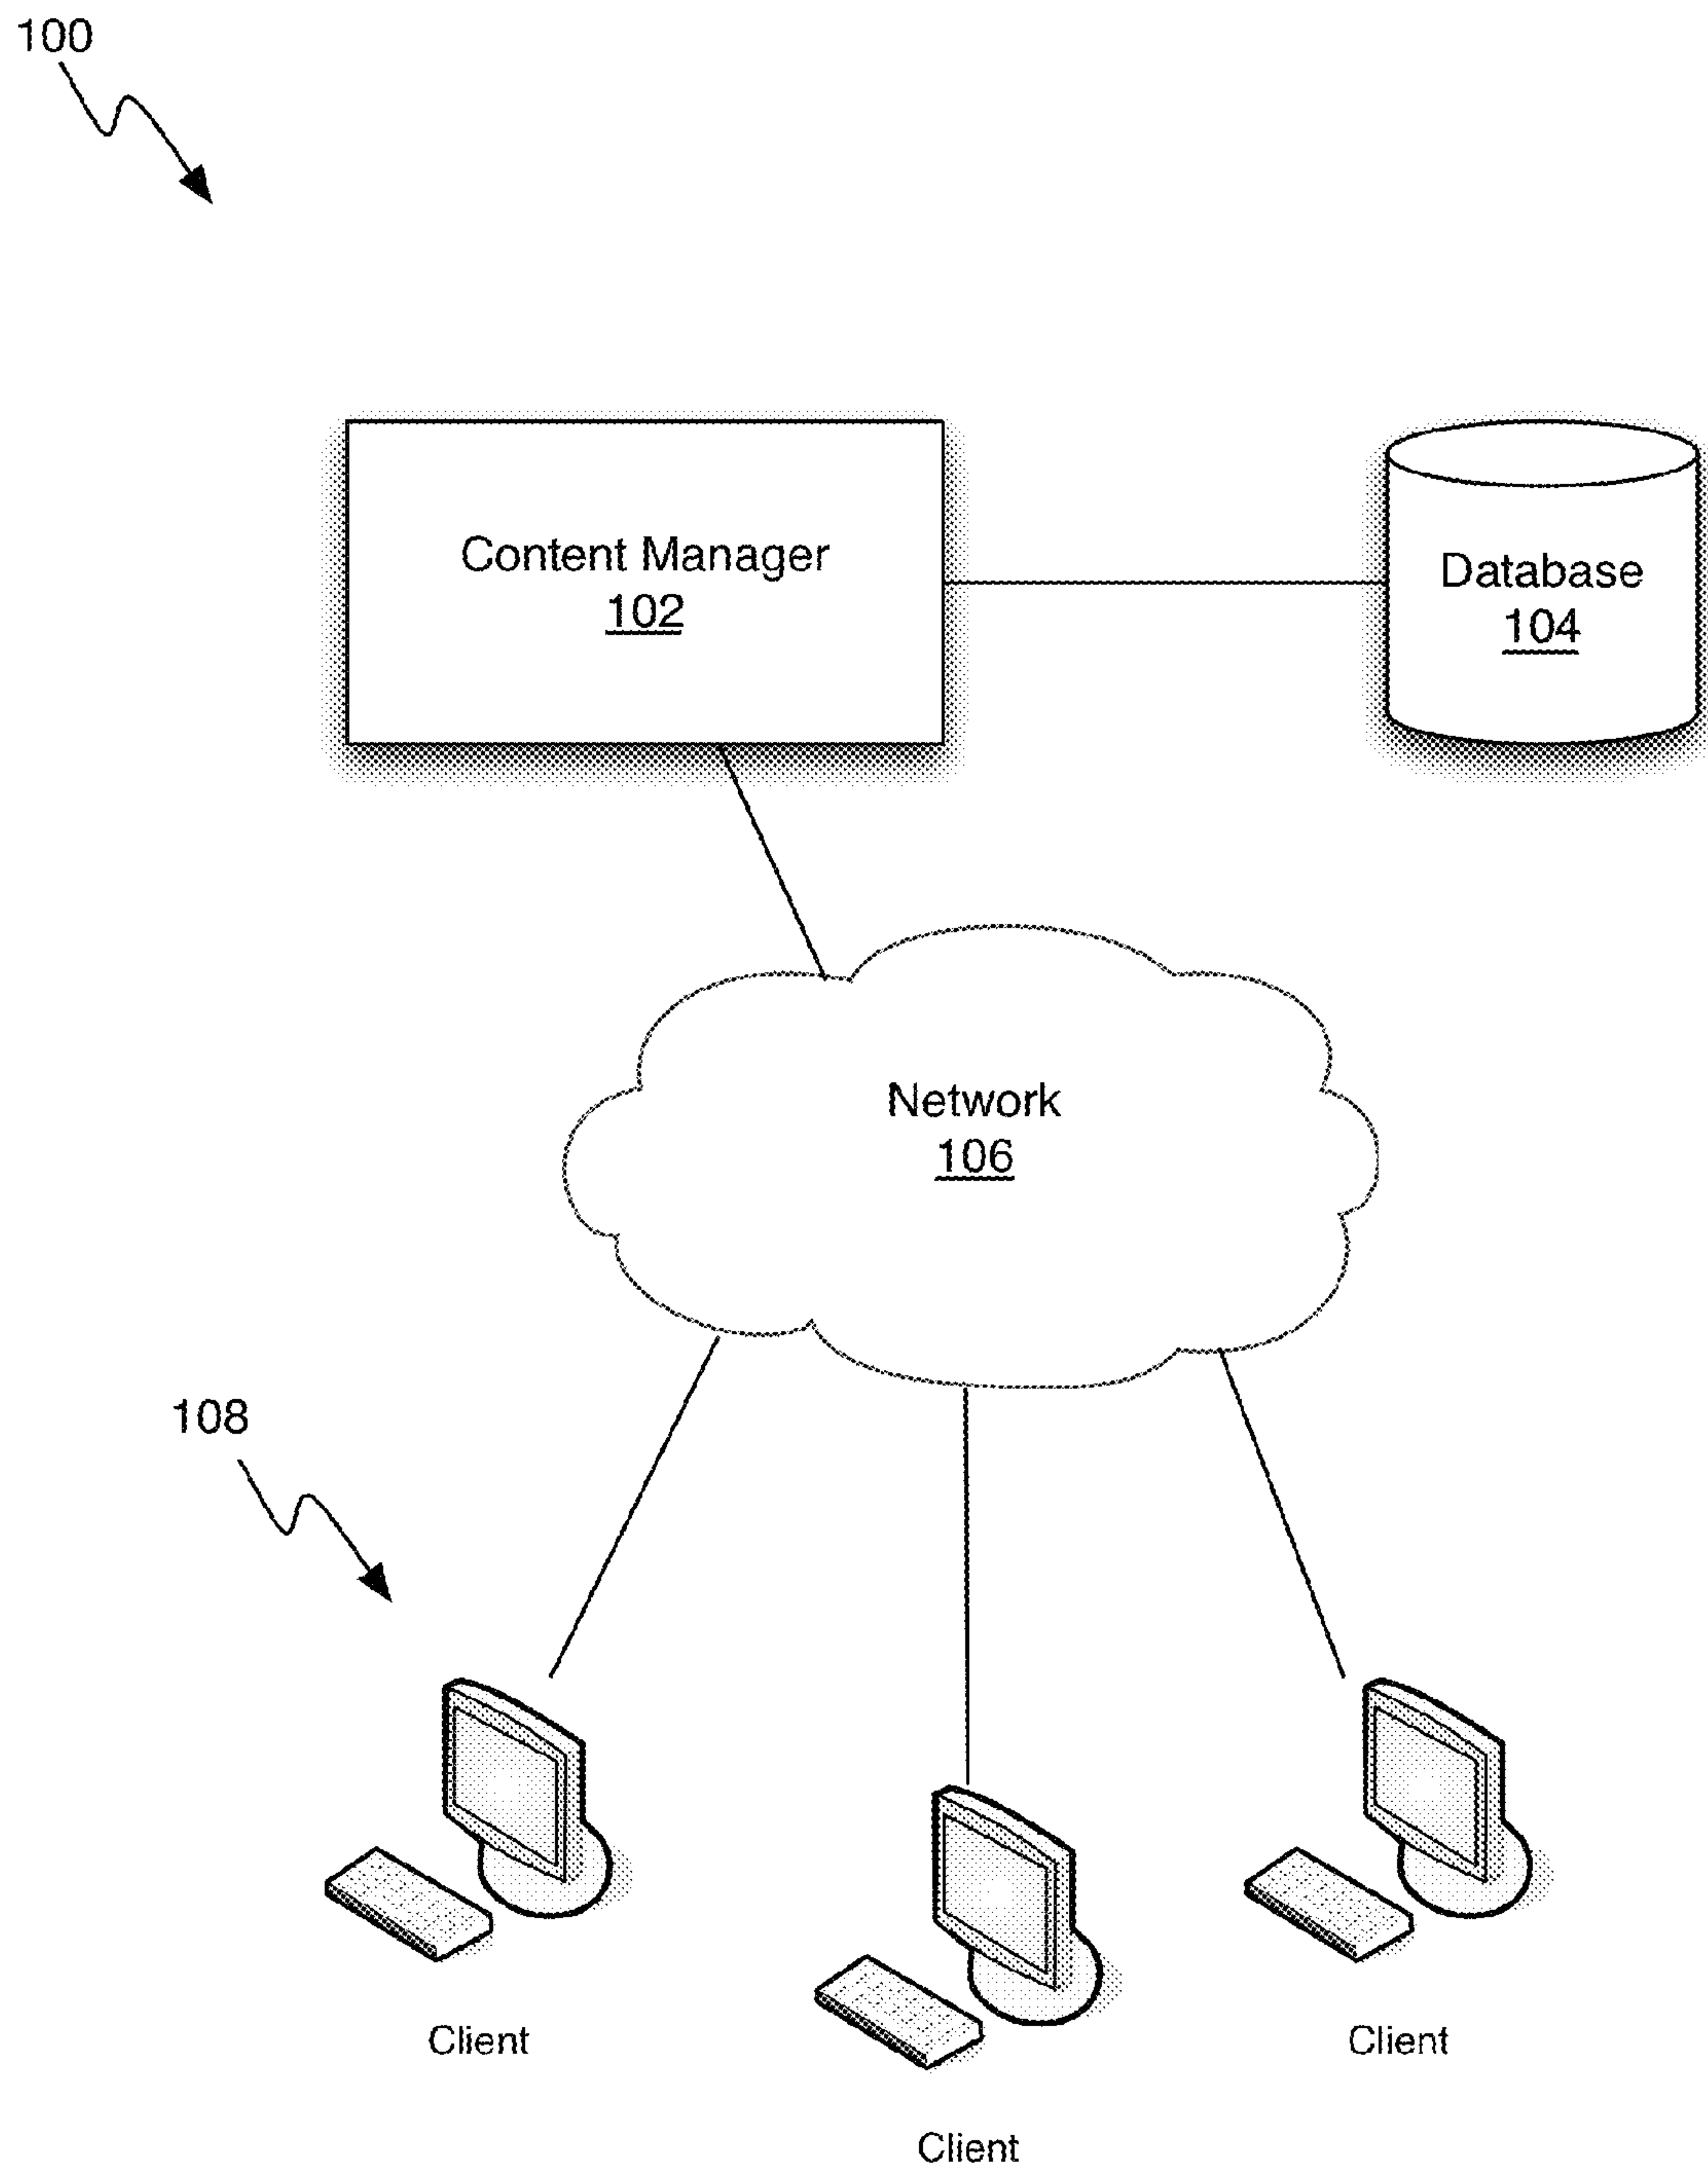 100
Content Manager
102
Database
104
Network
106
108
Client
Client
Client